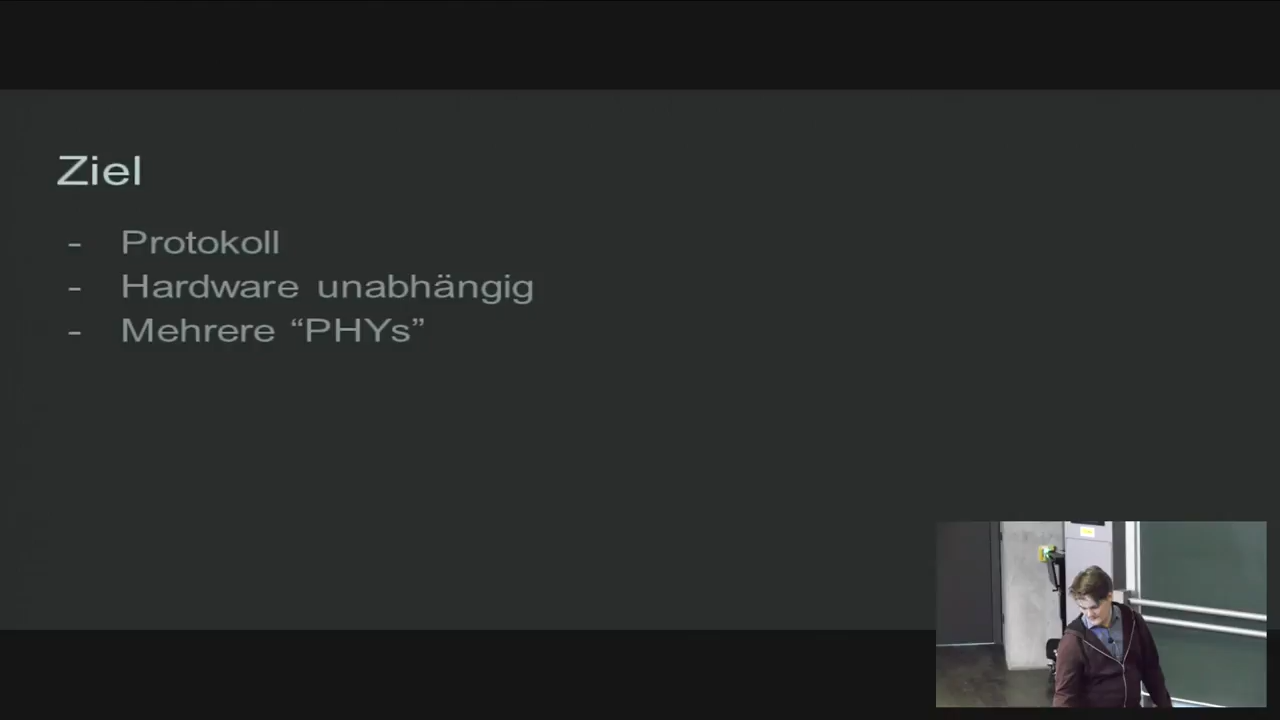 Ziel
- Protokoll
- Hardware unabhängig
- Mehrere “PHYs”